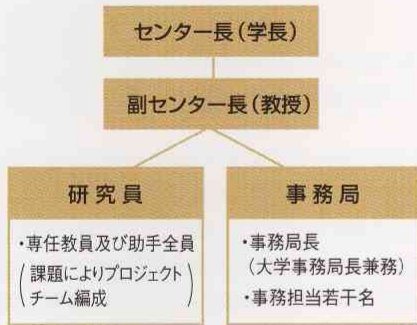 センター長（学長）
副センター長（教授）
研究員
・専任教員及び助手全員
（課題によりプロジェクト
チーム編成）
事務局
・事務局長
（大学事務局長兼務）
・事務担当若干名